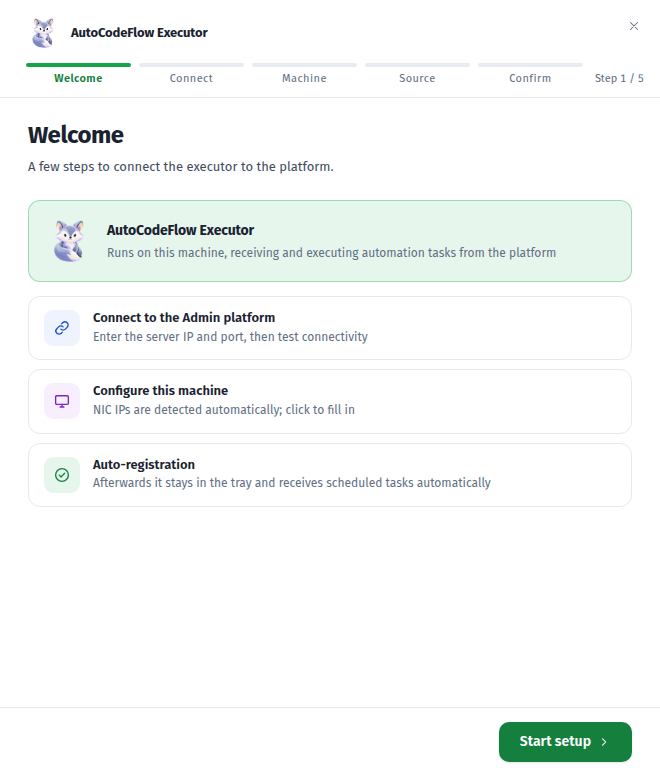 AutoCodeFlow Executor
Welcome
Connect
Machine
Source
Confirm
Step 1 / 5
Welcome
A few steps to connect the executor to the platform.
AutoCodeFlow Executor
Runs on this machine, receiving and executing automation tasks from the platform
Connect to the Admin platform
Enter the server IP and port, then test connectivity
Configure this machine
NIC IPs are detected automatically; click to fill in
Auto-registration
Afterwards it stays in the tray and receives scheduled tasks automatically
Start setup